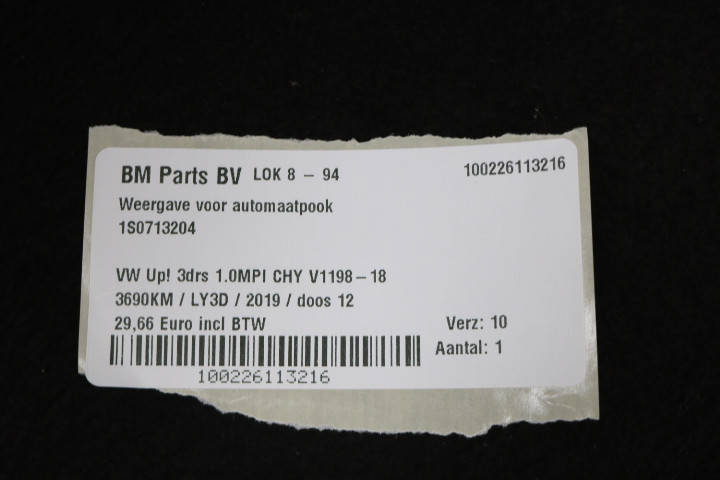 BM Parts BV LOK 8 - 94 100226113216
Weergave voor automaatpook
1S0713204
VW Up! 3drs 1.0MPI CHY V1198-18
3690KM / LY3D / 2019 / doos 12
29,66 Euro incl BTW Verz: 10
Aantal: 1
100226113216